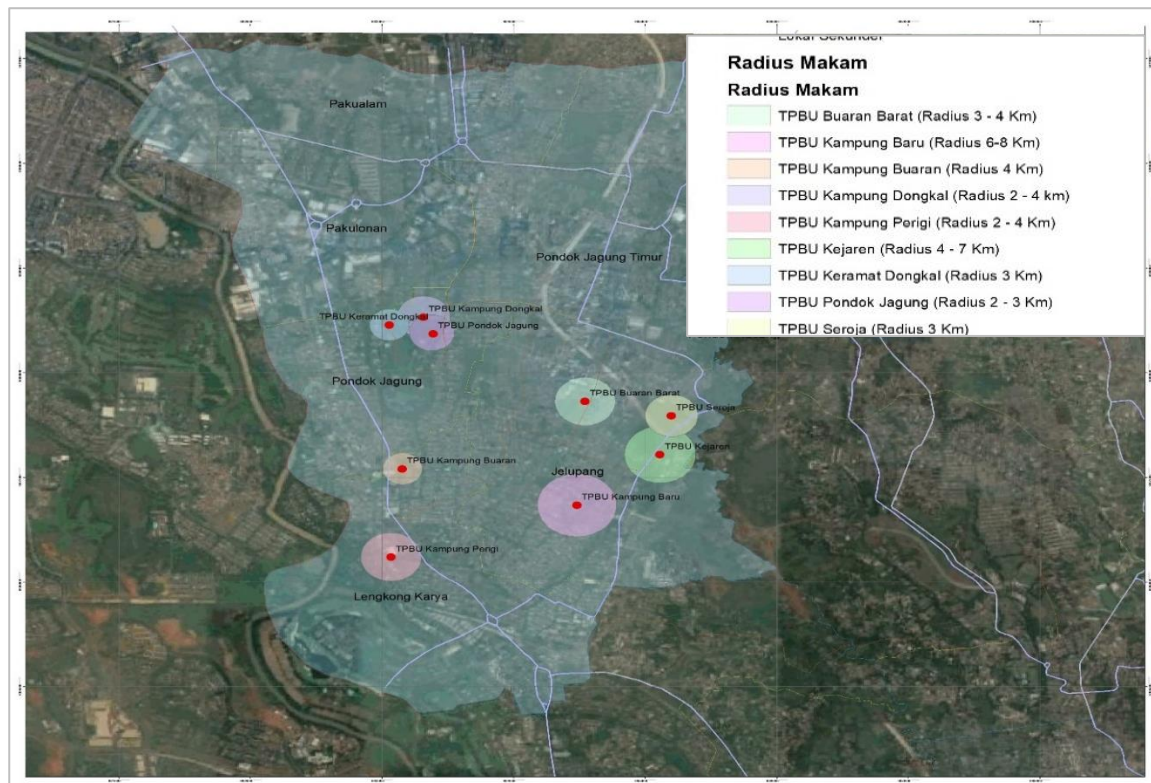 Lokal Sekunder
Radius Makam
Radius Makam
TPBU Buaran Barat (Radius 3 - 4 Km)
TPBU Kampung Baru (Radius 6-8 Km)
TPBU Kampung Buaran (Radius 4 Km)
TPBU Kampung Dongkal (Radius 2 - 4 km)
TPBU Kampung Perigi (Radius 2 - 4 Km)
TPBU Kejaren (Radius 4 - 7 Km)
TPBU Keramat Dongkal (Radius 3 Km)
TPBU Pondok Jagung (Radius 2 - 3 Km)
TPBU Seroja (Radius 3 Km)
Pakualam
Pakulonan
Pondok Jagung Timur
TPBU Kampung Dongkal
TPBU Keramat Dongkal
TPBU Pondok Jagung
Pondok Jagung
TPBU Buaran Barat
TPBU Seroja
TPBU Kejaren
TPBU Kampung Buaran
Jelupang
TPBU Kampung Baru
TPBU Kampung Perigi
Lengkong Karya